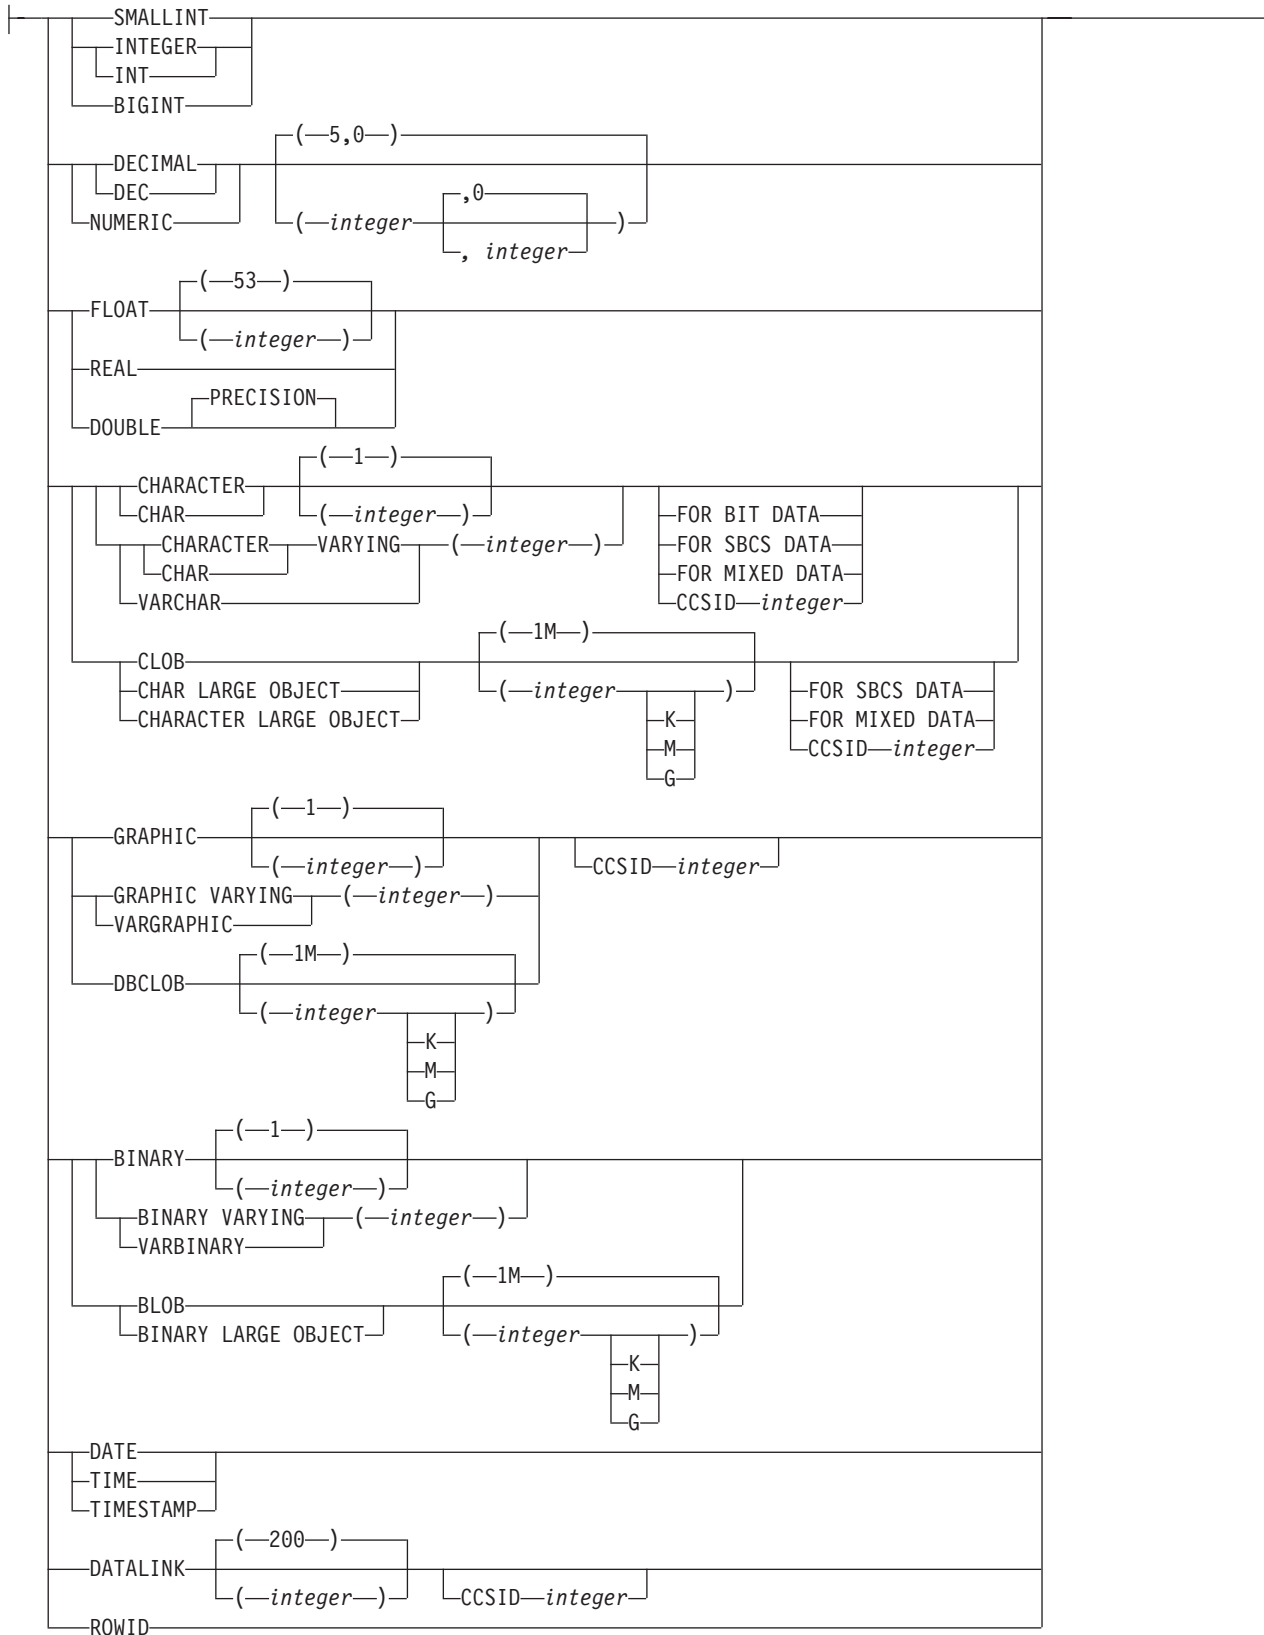 SMALLINT
INTEGER
INT
BIGINT
( 5,0 )
DECIMAL
DEC
,0
NUMERIC
( integer )
, integer
( 53 )
FLOAT
( integer )
REAL
PRECISION
DOUBLE
( 1 )
CHARACTER
CHAR ( integer ) FOR BIT DATA
CHARACTER VARYING ( integer ) FOR SBCS DATA
CHAR FOR MIXED DATA
VARCHAR CCSID integer
( 1M )
CLOB
CHAR LARGE OBJECT ( integer ) FOR SBCS DATA
CHARACTER LARGE OBJECT K FOR MIXED DATA
M CCSID integer
G
( 1 )
GRAPHIC
( integer ) CCSID integer
GRAPHIC VARYING ( integer )
VARGRAPHIC
( 1M )
DBCLOB
( integer )
K
M
G
( 1 )
BINARY
( integer )
BINARY VARYING ( integer )
VARBINARY
( 1M )
BLOB
BINARY LARGE OBJECT ( integer )
K
M
G
DATE
TIME
TIMESTAMP
( 200 )
DATALINK
( integer ) CCSID integer
ROWID